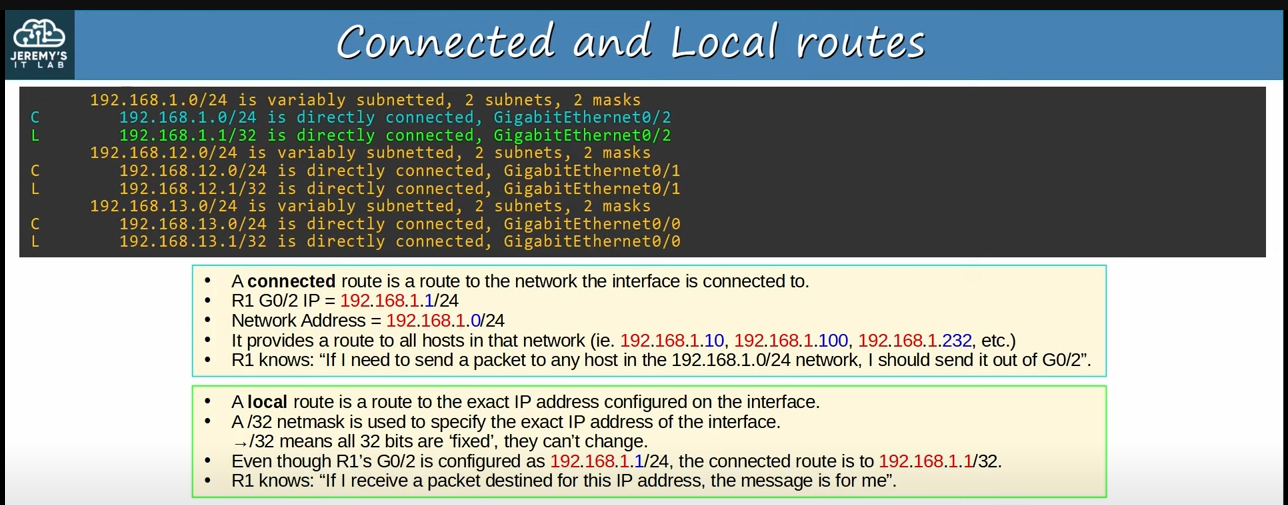 JEREMY'S
IT LAB
Connected and Local routes
192.168.1.0/24 is variably subnetted, 2 subnets, 2 masks
C 192.168.1.0/24 is directly connected, GigabitEthernet0/2
L 192.168.1.1/32 is directly connected, GigabitEthernet0/2
192.168.12.0/24 is variably subnetted, 2 subnets, 2 masks
C 192.168.12.0/24 is directly connected, GigabitEthernet0/1
L 192.168.12.1/32 is directly connected, GigabitEthernet0/1
192.168.13.0/24 is variably subnetted, 2 subnets, 2 masks
C 192.168.13.0/24 is directly connected, GigabitEthernet0/0
L 192.168.13.1/32 is directly connected, GigabitEthernet0/0
• A connected route is a route to the network the interface is connected to.
• R1 G0/2 IP = 192.168.1.1/24
• Network Address = 192.168.1.0/24
• It provides a route to all hosts in that network (ie. 192.168.1.10, 192.168.1.100, 192.168.1.232, etc.)
• R1 knows: “If I need to send a packet to any host in the 192.168.1.0/24 network, I should send it out of G0/2”.
• A local route is a route to the exact IP address configured on the interface.
• A /32 netmask is used to specify the exact IP address of the interface.
→/32 means all 32 bits are ‘fixed’, they can’t change.
• Even though R1’s G0/2 is configured as 192.168.1.1/24, the connected route is to 192.168.1.1/32.
• R1 knows: “If I receive a packet destined for this IP address, the message is for me”.